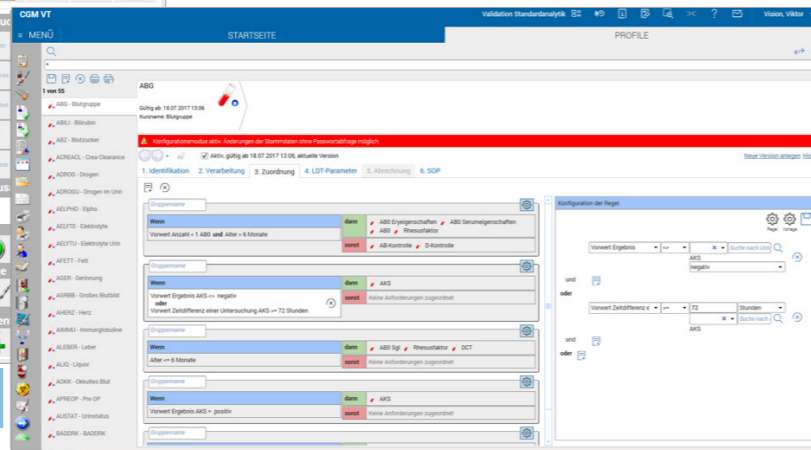 CGM VT
Validation Standardanalytik
Vision, Viktor
≡ MENÜ
STARTSEITE
PROFILE
1 von 55
ABG - Blutgruppe
ABILI - Bilirubin
ABZ - Blutzucker
ACREACL - Crea Clearance
ADROG - Drogen
ADROGU - Drogen im Urin
AELPHO - Elpho
AELYTE - Elektrolyte
AELYTU - Elektrolyte Urin
AFETT - Fett
AGER - Gerinnung
AGRBB - Großes Blutbild
AHERZ - Herz
AIMMU - Immunglobuline
ALEBER - Leber
ALIQ - Liquor
AOKK - Okkultes Blut
APREOP - Pre OP
AUSTAT - Urinstatus
BADDRK - BADDRK
ABG
Gültig ab: 18.07.2017 13:06
Kurzname: Blutgruppe
Konfigurationsmodus aktiv. Änderungen der Stammdaten ohne Passwortabfrage möglich.
Aktiv, gültig ab 18.07.2017 13:06, aktuelle Version
Neue Version anlegen
1. Identifikation 2. Verarbeitung 3. Zuordnung 4. LDT-Parameter 5. Abrechnung 6. SOP
Gruppenname
Wenn
Vorwert Anzahl < 1 AB0 und Alter > 6 Monate
dann
AB0 Eryeigenschaften AB0 Serumeigenschaften
AB0 Rhesusfaktor
sonst
AB-Kontrolle D-Kontrolle
Gruppenname
Wenn
Vorwert Ergebnis AKS <> negativ
oder
Vorwert Zeitdifferenz einer Untersuchung AKS >= 72 Stunden
dann
AKS
sonst
Keine Anforderungen zugeordnet
Gruppenname
Wenn
Alter <= 6 Monate
dann
AB0 Sgl Rhesusfaktor DCT
sonst
Keine Anforderungen zugeordnet
Gruppenname
Wenn
Vorwert Ergebnis AKS = positiv
dann
AKS
sonst
Keine Anforderungen zugeordnet
Gruppenname
Konfiguration der Regel
Regel Vorlage
Vorwert Ergebnis <> Suche nach
AKS
negativ
und
oder
Vorwert Zeitdifferenz >= 72 Stunden
Suche nach
AKS
und
oder